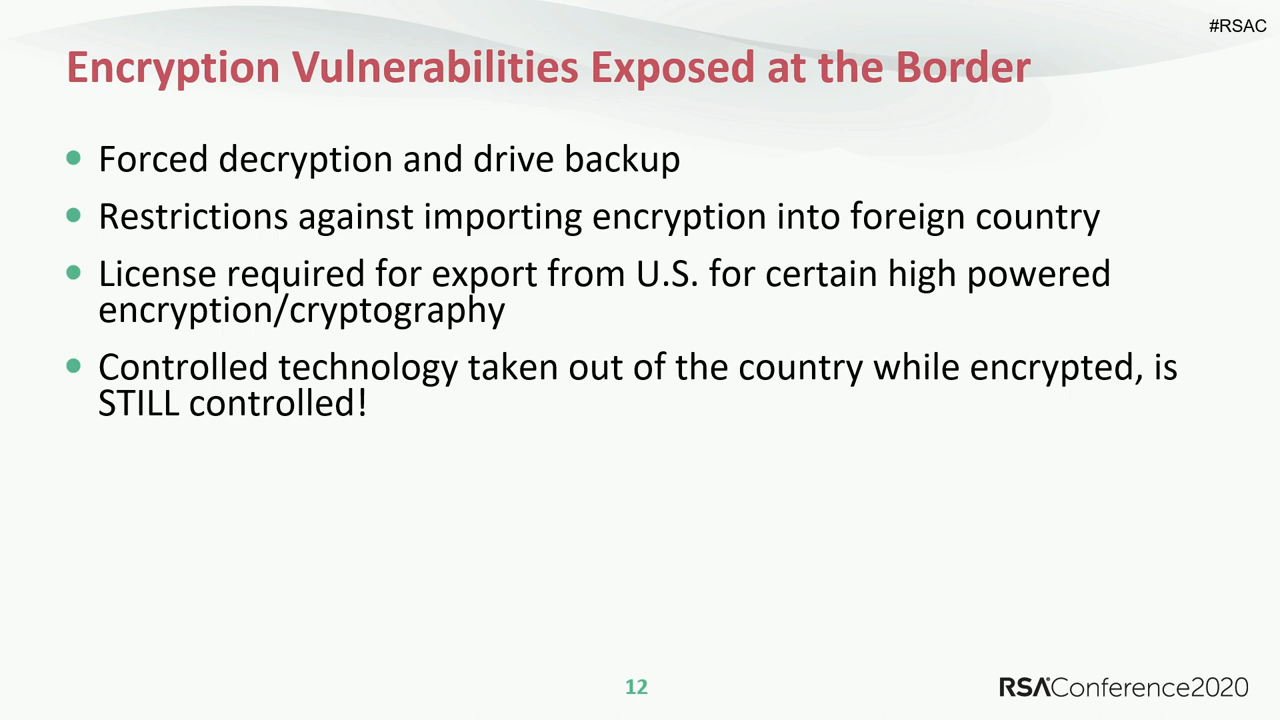 #RSAC
Encryption Vulnerabilities Exposed at the Border
• Forced decryption and drive backup
• Restrictions against importing encryption into foreign country
• License required for export from U.S. for certain high powered
encryption/cryptography
• Controlled technology taken out of the country while encrypted, is
STILL controlled!
12
RSAConference2020